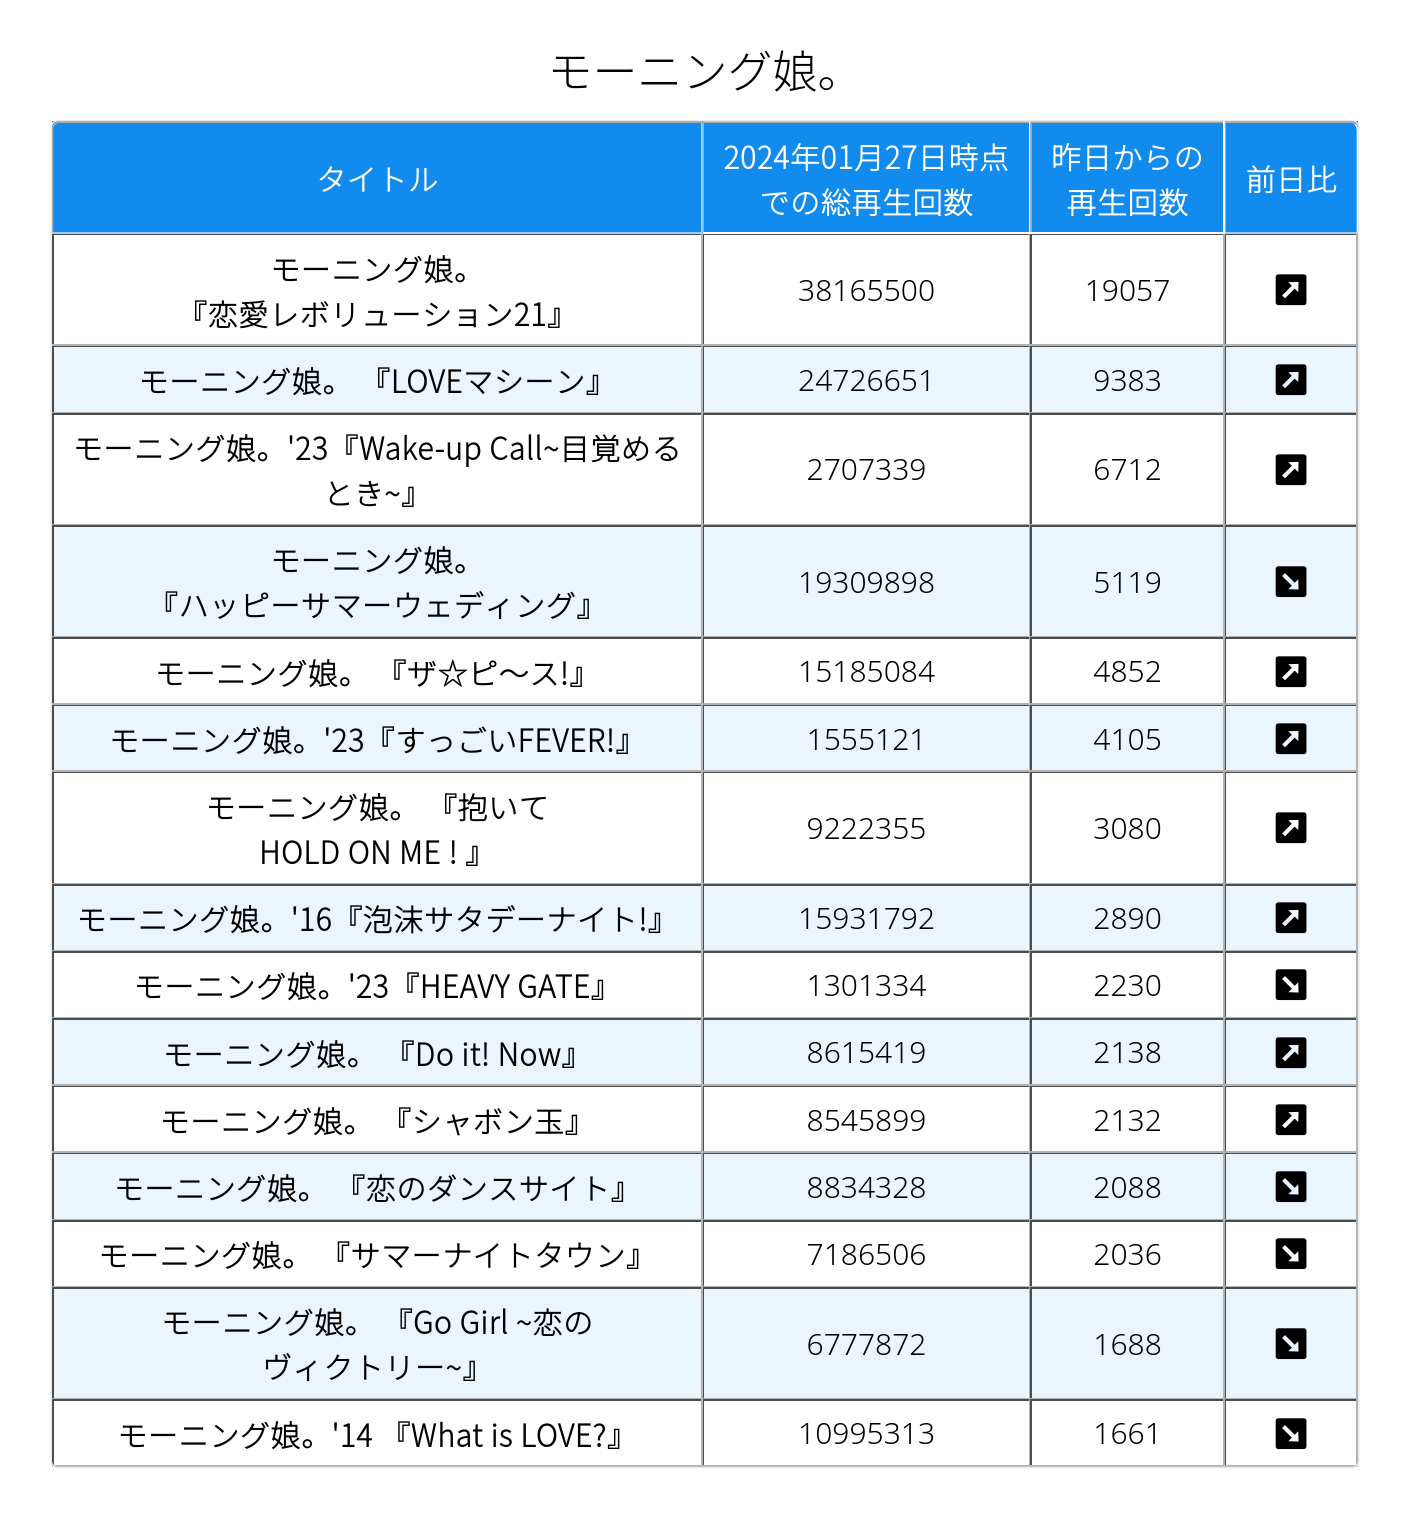 モーニング娘。
タイトル
2024年01月27日時点
での総再生回数
昨日からの
再生回数
前日比
モーニング娘。
『恋愛レボリューション21』
38165500
19057
モーニング娘。 『LOVEマシーン』
24726651
9383
モーニング娘。'23『Wake-up Call~目覚める
とき~』
2707339
6712
モーニング娘。
『ハッピーサマーウェディング』
19309898
5119
モーニング娘。 『ザ☆ピ〜ス!』
15185084
4852
モーニング娘。'23『すっごいFEVER!』
1555121
4105
モーニング娘。 『抱いて
HOLD ON ME ! 』
9222355
3080
モーニング娘。'16『泡沫サタデーナイト!』
15931792
2890
モーニング娘。'23『HEAVY GATE』
1301334
2230
モーニング娘。 『Do it! Now』
8615419
2138
モーニング娘。 『シャボン玉』
8545899
2132
モーニング娘。 『恋のダンスサイト』
8834328
2088
モーニング娘。 『サマーナイトタウン』
7186506
2036
モーニング娘。 『Go Girl ~恋の
ヴィクトリー~』
6777872
1688
モーニング娘。'14 『What is LOVE?』
10995313
1661